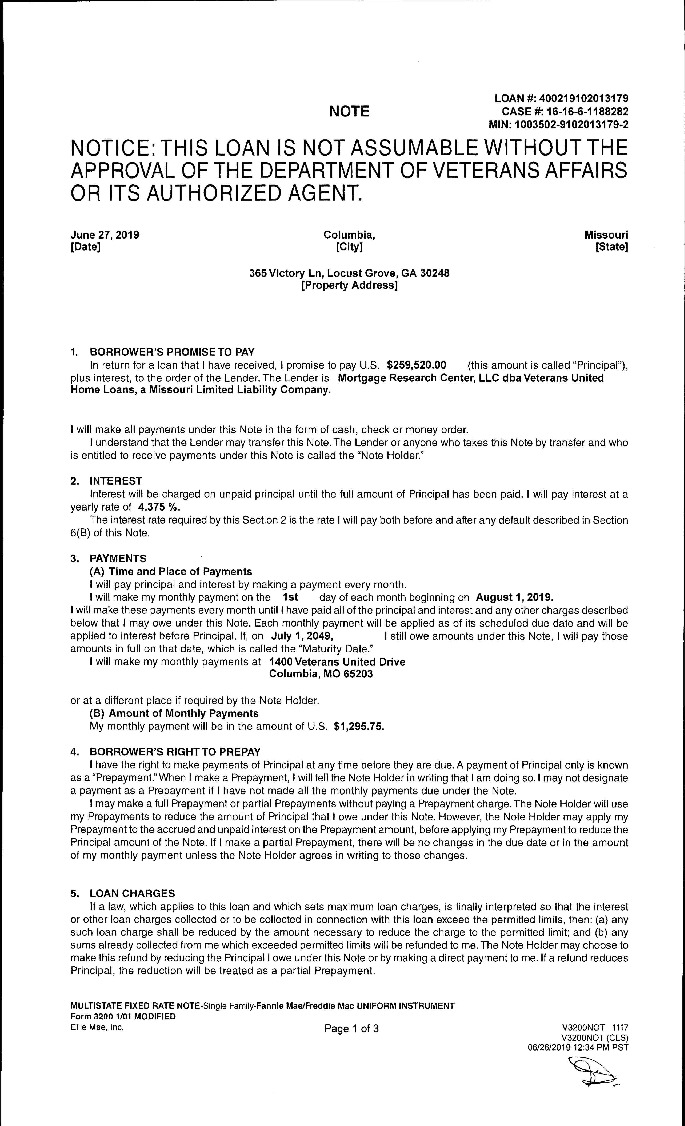 LOAN #: 400219102013179
NOTE CASE #: 16-16-6-1188282
MIN: 1003502-9102013179-2
NOTICE: THIS LOAN IS NOT ASSUMABLE WITHOUT THE
APPROVAL OF THE DEPARTMENT OF VETERANS AFFAIRS
OR ITS AUTHORIZED AGENT.
June 27, 2019 Columbia, Missouri
[Date] [City] [State]
365 Victory Ln, Locust Grove, GA 30248
[Property Address]
1. BORROWER'S PROMISE TO PAY
In return for a loan that I have received, I promise to pay U.S. $259,520.00 (this amount is called "Principal"),
plus interest, to the order of the Lender. The Lender is Mortgage Research Center, LLC dba Veterans United
Home Loans, a Missouri Limited Liability Company.
I will make all payments under this Note in the form of cash, check or money order.
I understand that the Lender may transfer this Note. The Lender or anyone who takes this Note by transfer and who
is entitled to receive payments under this Note is called the "Note Holder."
2. INTEREST
Interest will be charged on unpaid principal until the full amount of Principal has been paid. I will pay interest at a
yearly rate of 4.375 %.
The interest rate required by this Section 2 is the rate I will pay both before and after any default described in Section
6(B) of this Note.
3. PAYMENTS
(A) Time and Place of Payments
I will pay principal and interest by making a payment every month.
I will make my monthly payment on the 1st day of each month beginning on August 1, 2019.
I will make these payments every month until I have paid all of the principal and interest and any other charges described
below that I may owe under this Note. Each monthly payment will be applied as of its scheduled due date and will be
applied to interest before Principal. If, on July 1, 2049, I still owe amounts under this Note, I will pay those
amounts in full on that date, which is called the "Maturity Date."
I will make my monthly payments at 1400 Veterans United Drive
Columbia, MO 65203
or at a different place if required by the Note Holder.
(B) Amount of Monthly Payments
My monthly payment will be in the amount of U.S. $1,295.75.
4. BORROWER'S RIGHT TO PREPAY
I have the right to make payments of Principal at any time before they are due. A payment of Principal only is known
as a "Prepayment." When I make a Prepayment, I will tell the Note Holder in writing that I am doing so. I may not designate
a payment as a Prepayment if I have not made all the monthly payments due under the Note.
I may make a full Prepayment or partial Prepayments without paying a Prepayment charge. The Note Holder will use
my Prepayments to reduce the amount of Principal that I owe under this Note. However, the Note Holder may apply my
Prepayment to the accrued and unpaid interest on the Prepayment amount, before applying my Prepayment to reduce the
Principal amount of the Note. If I make a partial Prepayment, there will be no changes in the due date or in the amount
of my monthly payment unless the Note Holder agrees in writing to those changes.
5. LOAN CHARGES
If a law, which applies to this loan and which sets maximum loan charges, is finally interpreted so that the interest
or other loan charges collected or to be collected in connection with this loan exceed the permitted limits, then: (a) any
such loan charge shall be reduced by the amount necessary to reduce the charge to the permitted limit; and (b) any
sums already collected from me which exceeded permitted limits will be refunded to me. The Note Holder may choose to
make this refund by reducing the Principal I owe under this Note or by making a direct payment to me. If a refund reduces
Principal, the reduction will be treated as a partial Prepayment.
MULTISTATE FIXED RATE NOTE-Single Family-Fannie Mae/Freddie Mac UNIFORM INSTRUMENT
Form 3200 1/01 MODIFIED
Ellie Mae, Inc. Page 1 of 3 V3200NOT 1117
V3200NOT (CLS)
06/26/2019 12:34 PM PST